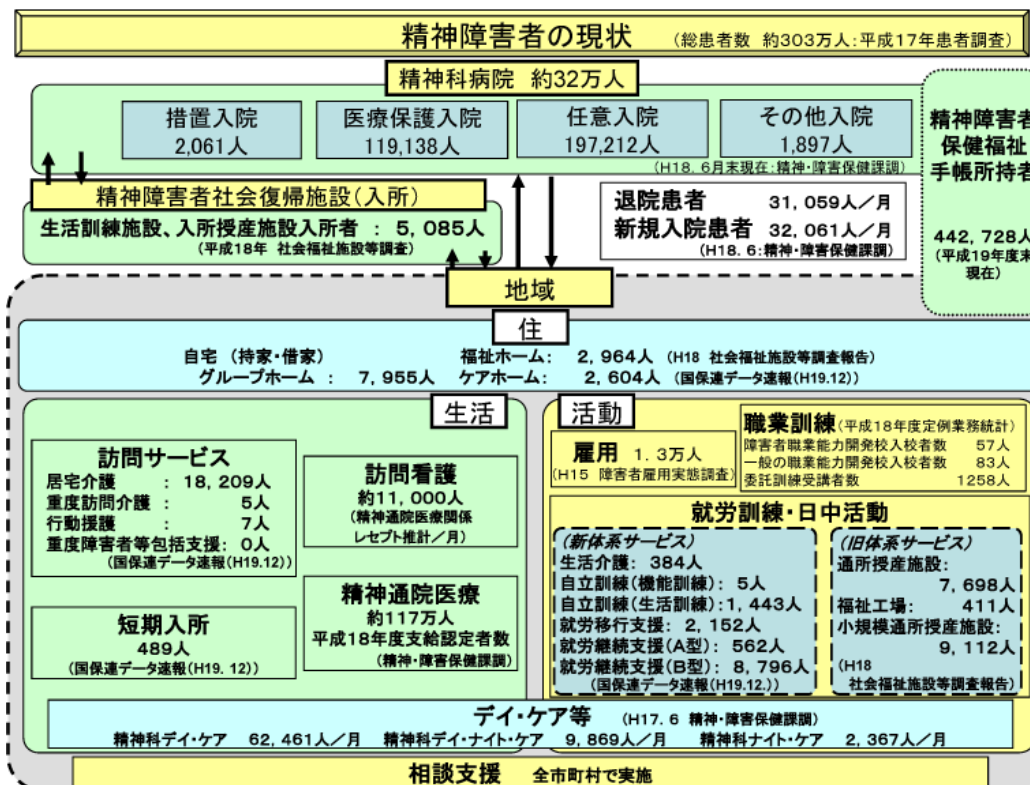 精神障害者の現状 (総患者数 約303万人:平成17年患者調査)
精神科病院 約32万人
措置入院
2,061人
医療保護入院
119,138人
任意入院
197,212人
その他入院
1,897人
(H18. 6月末現在:精神・障害保健課調)
精神障害者
保健福祉
手帳所持者
442,728人
(平成19年度末
現在)
精神障害者社会復帰施設(入所)
生活訓練施設、入所授産施設入所者 : 5,085人
(平成18年 社会福祉施設等調査)
退院患者 31,059人/月
新規入院患者 32,061人/月
(H18. 6:精神・障害保健課調)
地域
住
自宅 (持家・借家) 福祉ホーム: 2,964人 (H18 社会福祉施設等調査報告)
グループホーム : 7,955人 ケアホーム: 2,604人 (国保連データ速報(H19.12))
生活
訪問サービス
居宅介護 : 18,209人
重度訪問介護 : 5人
行動援護 : 7人
重度障害者等包括支援: 0人
(国保連データ速報(H19.12))
短期入所
489人
(国保連データ速報(H19. 12))
訪問看護
約11,000人
(精神通院医療関係
レセプト推計/月)
精神通院医療
約117万人
平成18年度支給認定者数
(精神・障害保健課調)
活動
雇用 1.3万人
(H15 障害者雇用実態調査)
職業訓練(平成18年度定例業務統計)
障害者職業能力開発校入校者数 57人
一般の職業能力開発校入校者数 83人
委託訓練受講者数 1258人
就労訓練・日中活動
(新体系サービス)
生活介護: 384人
自立訓練(機能訓練): 5人
自立訓練(生活訓練):1,443人
就労移行支援: 2,152人
就労継続支援(A型): 562人
就労継続支援(B型): 8,796人
(国保連データ速報(H19.12.))
(旧体系サービス)
通所授産施設:
7,698人
福祉工場: 411人
小規模通所授産施設:
9,112人
(H18
社会福祉施設等調査報告)
デイ・ケア等 (H17. 6 精神・障害保健課調)
精神科デイ・ケア 62,461人/月 精神科デイ・ナイト・ケア 9,869人/月 精神科ナイト・ケア 2,367人/月
相談支援 全市町村で実施